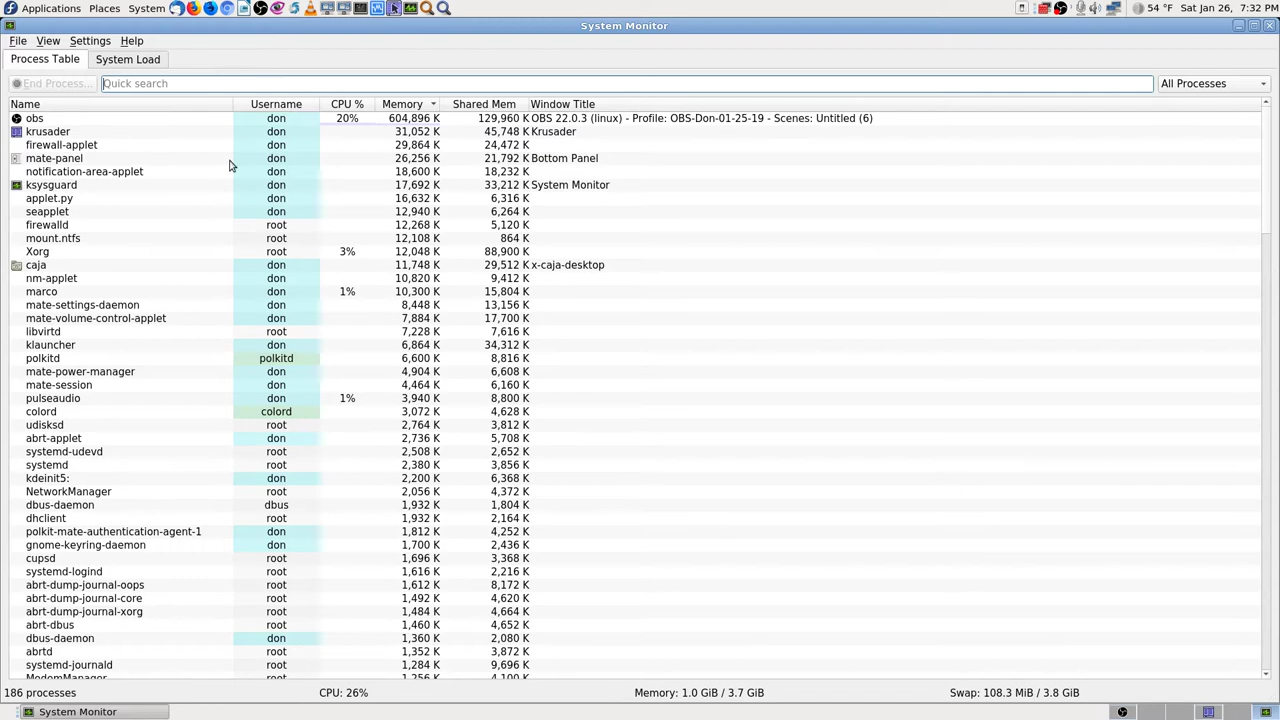 Applications Places System 54 °F Sat Jan 26, 7:32 PM
System Monitor
File View Settings Help
Process Table System Load
End Process... Quick search All Processes
Name Username CPU % Memory Shared Mem Window Title
obs don 20% 604,896 K 129,960 K OBS 22.0.3 (linux) - Profile: OBS-Don-01-25-19 - Scenes: Untitled (6)
krusader don 31,052 K 45,748 K Krusader
firewall-applet don 29,864 K 24,472 K
mate-panel don 26,256 K 21,792 K Bottom Panel
notification-area-applet don 18,600 K 18,232 K
ksysguard don 17,692 K 33,212 K System Monitor
applet.py don 16,632 K 6,316 K
seapplet don 12,940 K 6,264 K
firewalld root 12,268 K 5,120 K
mount.ntfs root 12,108 K 864 K
Xorg root 3% 12,048 K 88,900 K
caja don 11,748 K 29,512 K x-caja-desktop
nm-applet don 10,820 K 9,412 K
marco don 1% 10,300 K 15,804 K
mate-settings-daemon don 8,448 K 13,156 K
mate-volume-control-applet don 7,884 K 17,700 K
libvirtd root 7,228 K 7,616 K
klauncher don 6,864 K 34,312 K
polkitd polkitd 6,600 K 8,816 K
mate-power-manager don 4,904 K 6,608 K
mate-session don 4,464 K 6,160 K
pulseaudio don 1% 3,940 K 8,800 K
colord colord 3,072 K 4,628 K
udisksd root 2,764 K 3,812 K
abrt-applet don 2,736 K 5,708 K
systemd-udevd root 2,508 K 2,652 K
systemd root 2,380 K 3,856 K
kdeinit5: don 2,200 K 6,368 K
NetworkManager root 2,056 K 4,372 K
dbus-daemon dbus 1,932 K 1,804 K
dhclient root 1,932 K 2,164 K
polkit-mate-authentication-agent-1 don 1,812 K 4,252 K
gnome-keyring-daemon don 1,700 K 2,436 K
cupsd root 1,696 K 3,368 K
systemd-logind root 1,616 K 2,216 K
abrt-dump-journal-oops root 1,612 K 8,172 K
abrt-dump-journal-core root 1,492 K 4,620 K
abrt-dump-journal-xorg root 1,484 K 4,664 K
abrt-dbus root 1,460 K 4,652 K
dbus-daemon don 1,360 K 2,080 K
abrtd root 1,352 K 3,872 K
systemd-journald root 1,284 K 9,696 K
ModemManager root 1,256 K 4,100 K
186 processes CPU: 26% Memory: 1.0 GiB / 3.7 GiB Swap: 108.3 MiB / 3.8 GiB
System Monitor